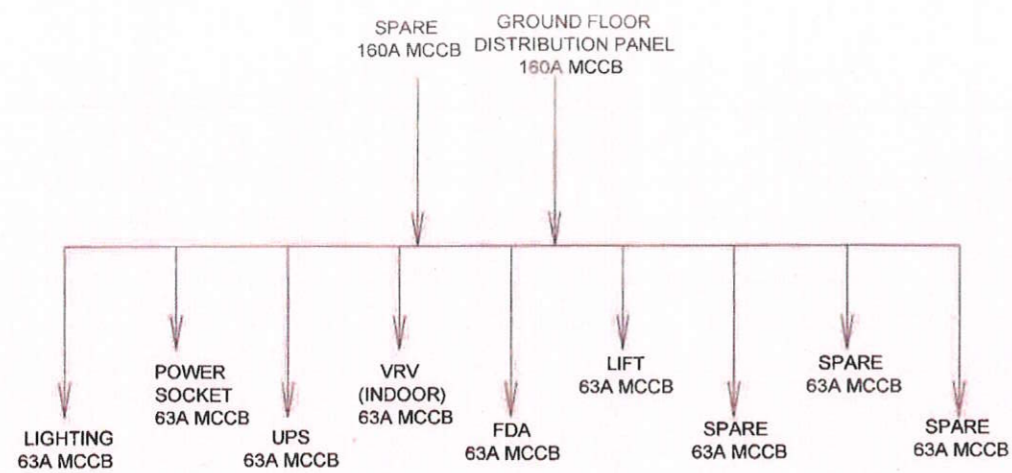 SPARE
160A MCCB
GROUND FLOOR
DISTRIBUTION PANEL
160A MCCB
LIGHTING
63A MCCB
POWER
SOCKET
63A MCCB
UPS
63A MCCB
VRV
(INDOOR)
63A MCCB
FDA
63A MCCB
LIFT
63A MCCB
SPARE
63A MCCB
SPARE
63A MCCB
SPARE
63A MCCB